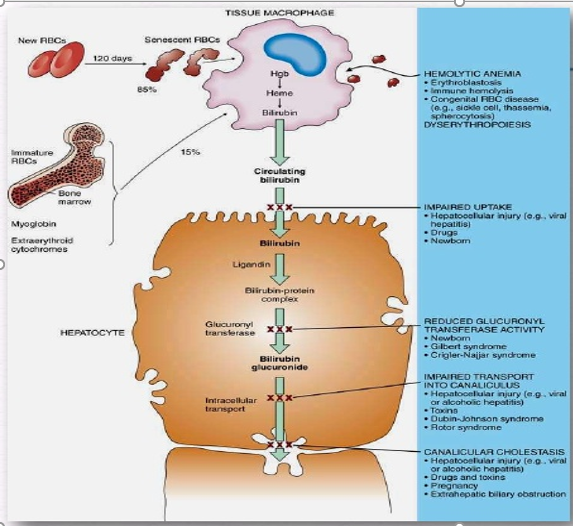 TISSUE MACROPHAGE
New RBCs
120 days
Senescent RBCs
85%
Hgb
Heme
Bilirubin
15%
Immature
RBCs
Bone
marrow
Myoglobin
Extraerythroid
cytochromes
Circulating
bilirubin
Bilirubin
Ligandin
Bilirubin-protein
complex
HEPATOCYTE
Glucuronyl
transferase
Bilirubin
glucuronide
Intracellular
transport
HEMOLYTIC ANEMIA
• Erythroblastosis
• Immune hemolysis
• Congenital RBC disease
(e.g., sickle cell, thassemia,
spherocytosis)
DYSERYTHROPOIESIS
IMPAIRED UPTAKE
• Hepatocellular injury (e.g., viral
hepatitis)
• Drugs
• Newborn
REDUCED GLUCURONYL
TRANSFERASE ACTIVITY
• Newborn
• Gilbert syndrome
• Crigler-Najjar syndrome
IMPAIRED TRANSPORT
INTO CANALICULUS
• Hepatocellular injury (e.g., viral
or alcoholic hepatitis)
• Toxins
• Dubin-Johnson syndrome
• Rotor syndrome
CANALICULAR CHOLESTASIS
• Hepatocellular injury (e.g., viral
or alcoholic hepatitis)
• Drugs and toxins
• Pregnancy
• Extrahepatic biliary obstruction